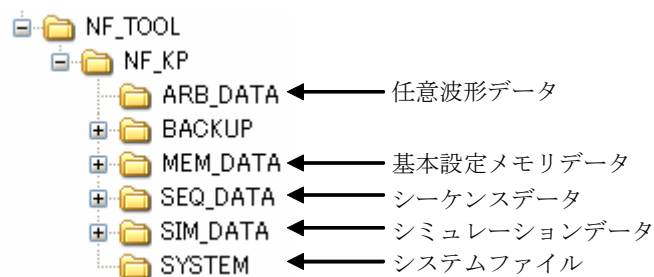 NF_TOOL
NF_KP
ARB_DATA 任意波形データ
BACKUP
MEM_DATA 基本設定メモリデータ
SEQ_DATA シーケンスデータ
SIM_DATA シミュレーションデータ
SYSTEM システムファイル